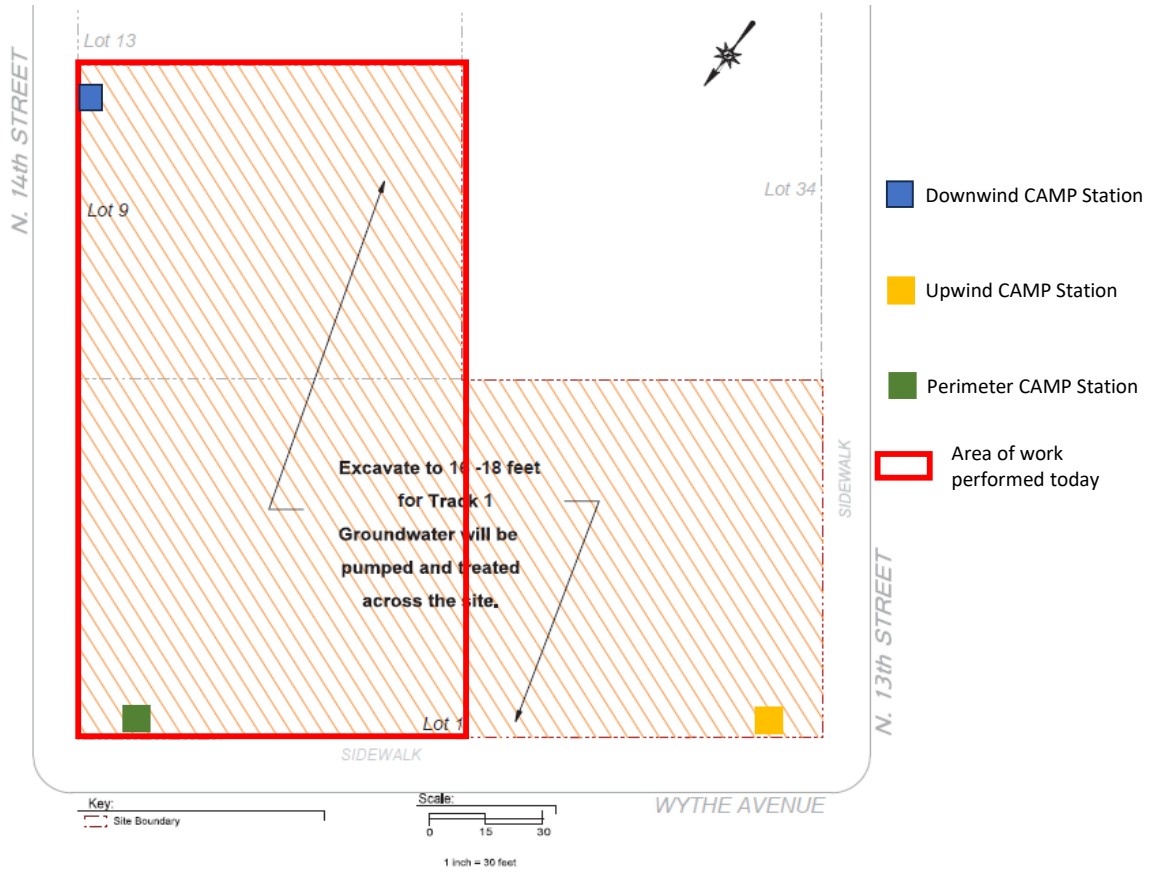 Lot 13
N. 14th STREET
Lot 9
Lot 34
Downwind CAMP Station
Upwind CAMP Station
Perimeter CAMP Station
Area of work
performed today
Excavate to 16 -18 feet
for Track 1
Groundwater will be
pumped and treated
across the site.
SIDEWALK
N. 13th STREET
Lot 1
SIDEWALK
WYTHE AVENUE
Key:
Site Boundary
Scale:
0 15 30
1 inch = 30 feet